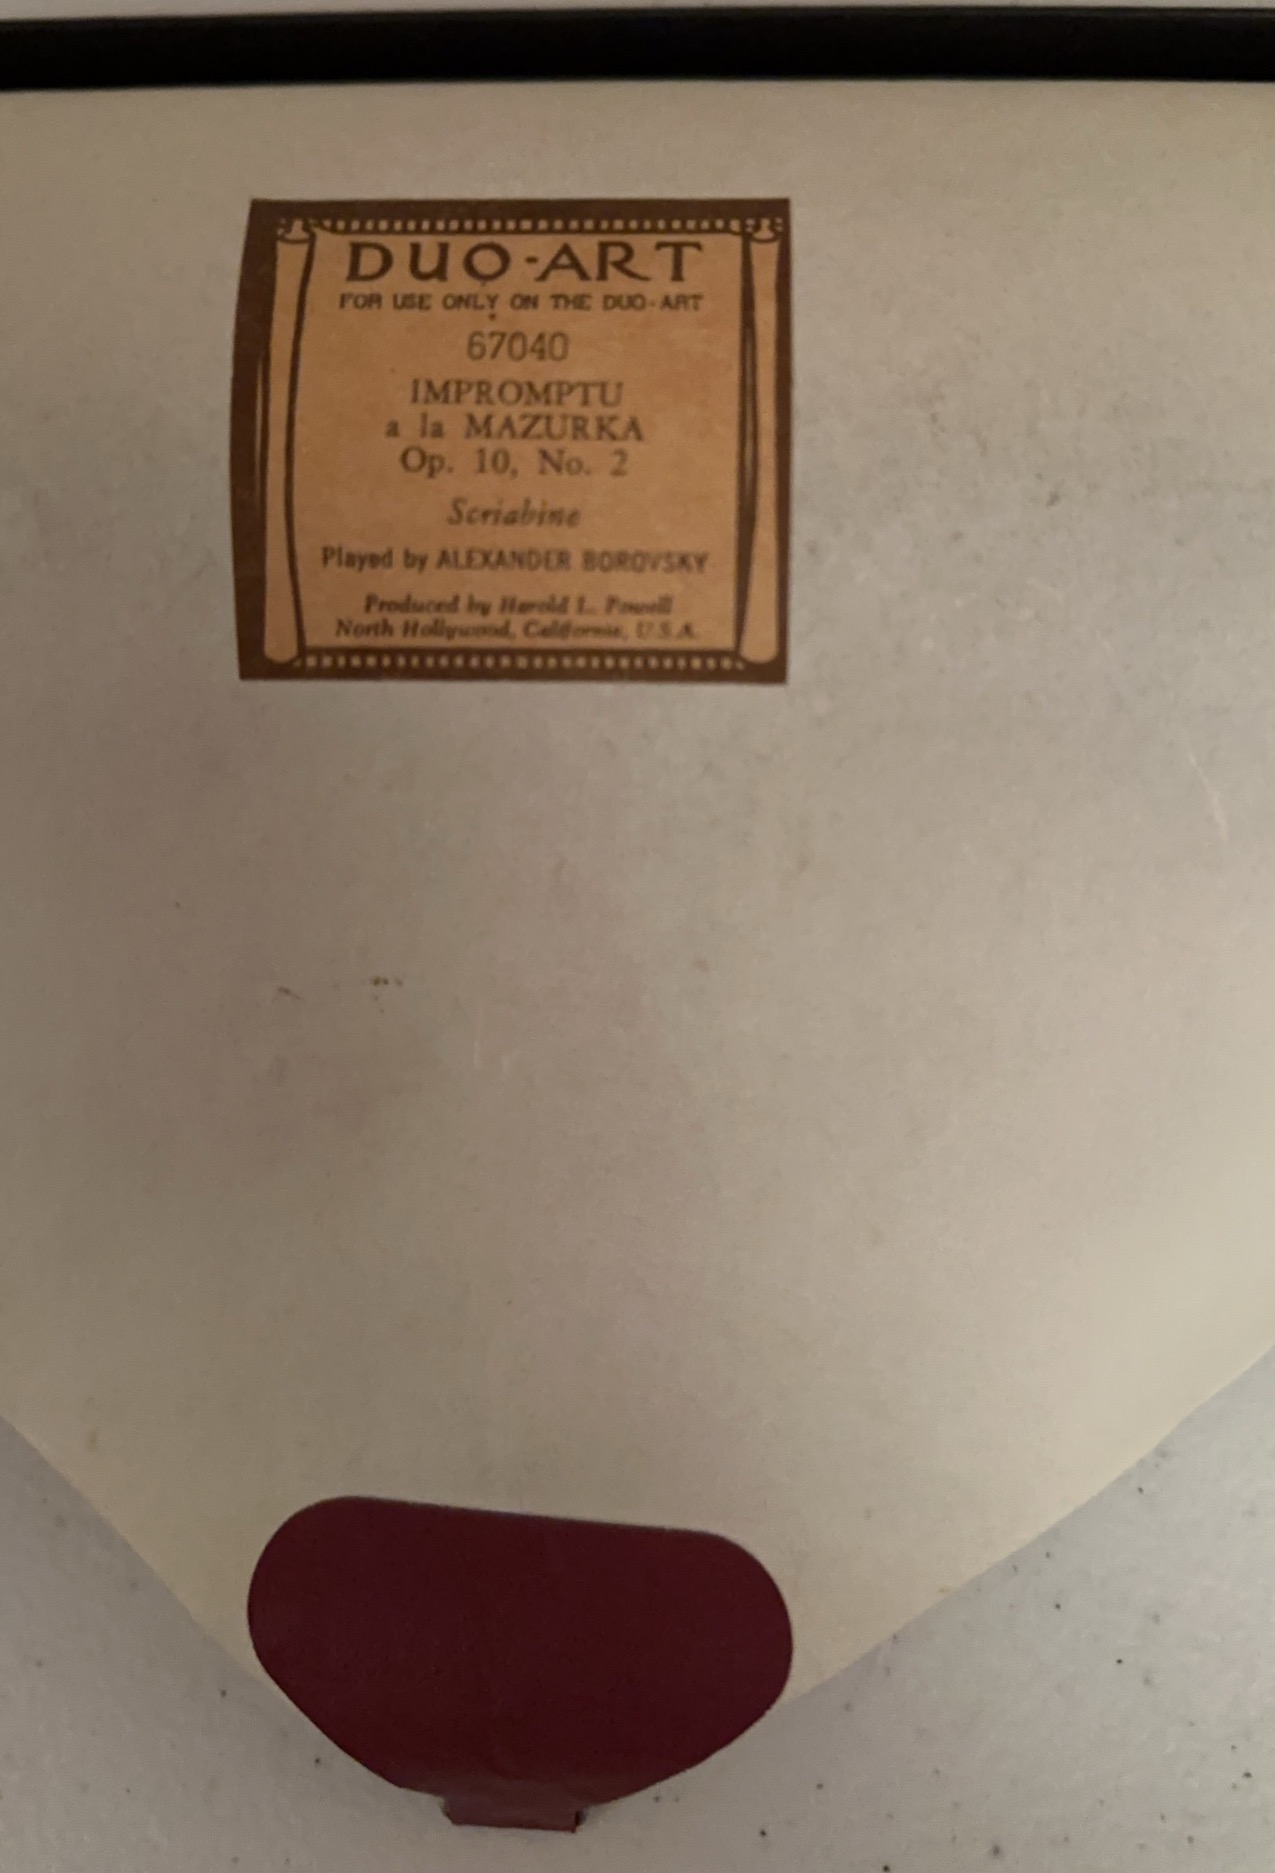 DUO-ART
FOR USE ONLY ON THE DUO-ART
67040
IMPROMPTU
a la MAZURKA
Op. 10, No. 2
Scriabine
Played by ALEXANDER BOROVSKY
Produced by Harold L. Powell
North Hollywood, California, U.S.A.